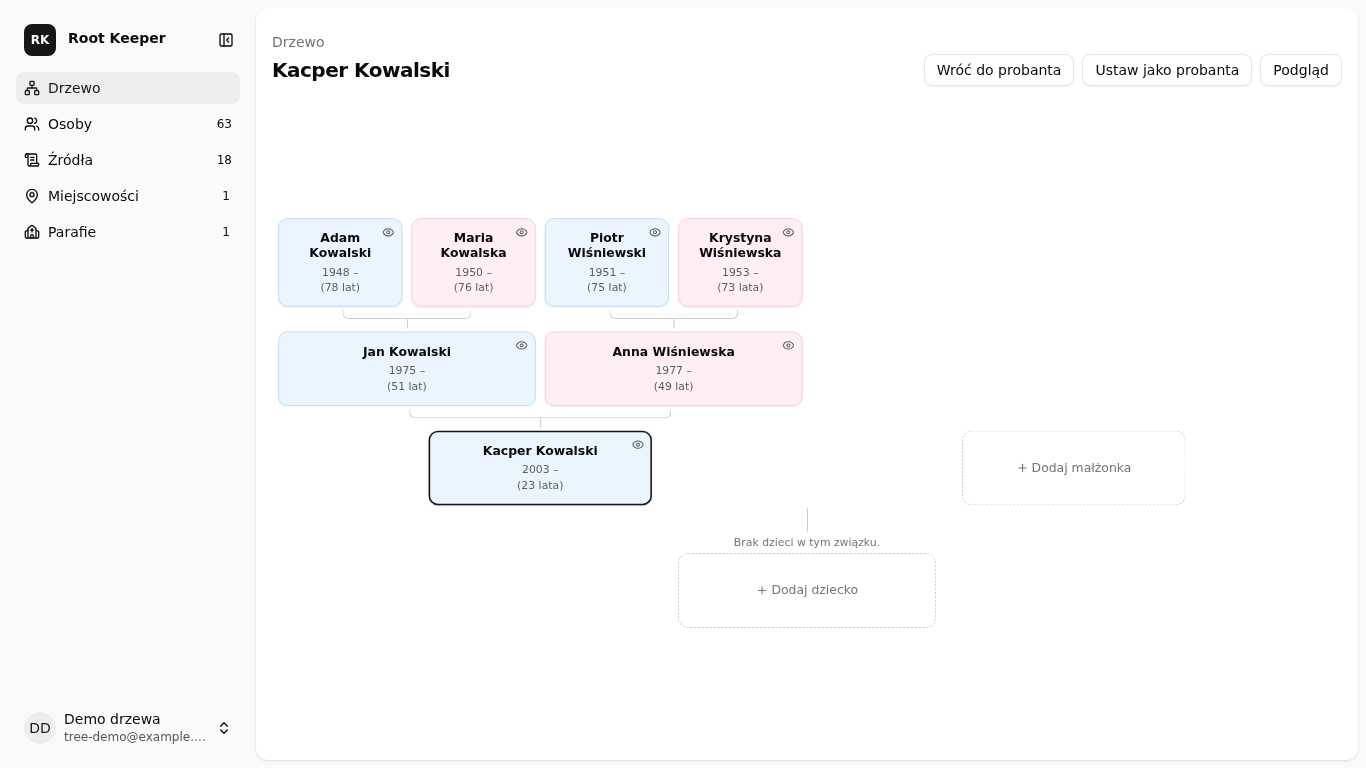 RK
Root Keeper
Drzewo
Osoby
63
Źródła
18
Miejscowości
1
Parafie
1
DD
Demo drzewa
tree-demo@example....
Drzewo
Kacper Kowalski
Wróć do probanta
Ustaw jako probanta
Podgląd
Adam
Kowalski
1948 –
(78 lat)
Maria
Kowalska
1950 –
(76 lat)
Piotr
Wiśniewski
1951 –
(75 lat)
Krystyna
Wiśniewska
1953 –
(73 lata)
Jan Kowalski
1975 –
(51 lat)
Anna Wiśniewska
1977 –
(49 lat)
Kacper Kowalski
2003 –
(23 lata)
+ Dodaj małżonka
Brak dzieci w tym związku.
+ Dodaj dziecko